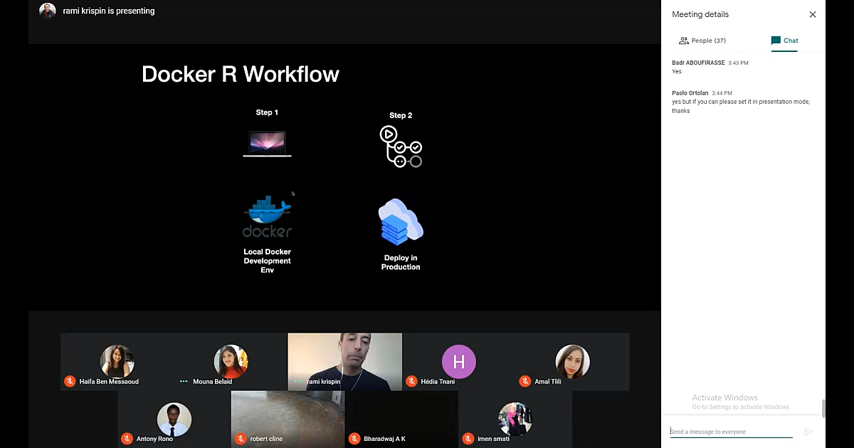 rami krispin is presenting
Docker R Workflow
Step 1
Step 2
docker
Local Docker
Development
Env
Deploy in
Production
Haifa Ben Messaoud
Mouna Belaid
rami krispin
H
Hédia Tnani
Amal Tlili
Antony Rono
robert cline
Bharadwaj A K
imen smati
Meeting details
People (37)
Chat
Badr ABOUFIRASSE 3:43 PM
Yes
Paolo Ortolan 3:44 PM
yes but if you can please set it in presentation mode,
thanks
Activate Windows
Go to Settings to activate Windows.
Send a message to everyone